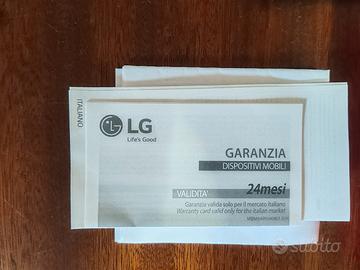 ITALIANO
LG
Life's Good
GARANZIA
DISPOSITIVI MOBILI
24mesi
VALIDITA'
Garanzia valida solo per il mercato italiano
Warranty card valid only for the italian market
subito